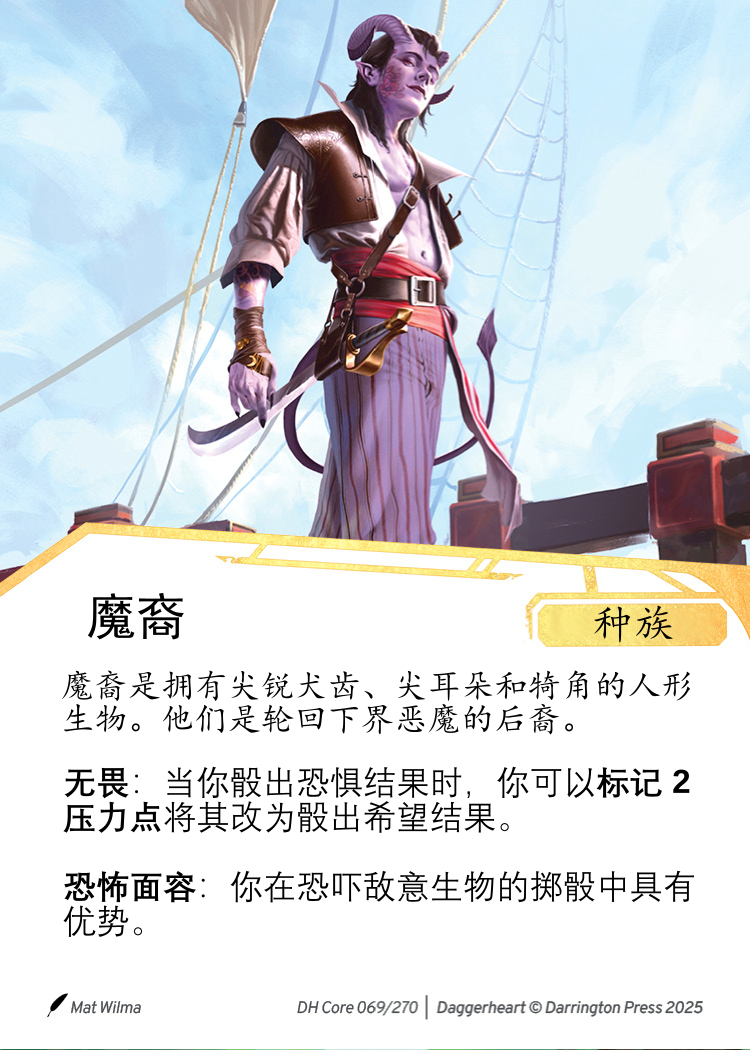 魔裔
种族
魔裔是拥有尖锐犬齿、尖耳朵和犄角的人形
生物。他们是轮回下界恶魔的后裔。
无畏：当你骰出恐惧结果时，你可以标记 2
压力点将其改为骰出希望结果。
恐怖面容：你在恐吓敌意生物的掷骰中具有
优势。
Mat Wilma
DH Core 069/270 | Daggerheart © Darrington Press 2025